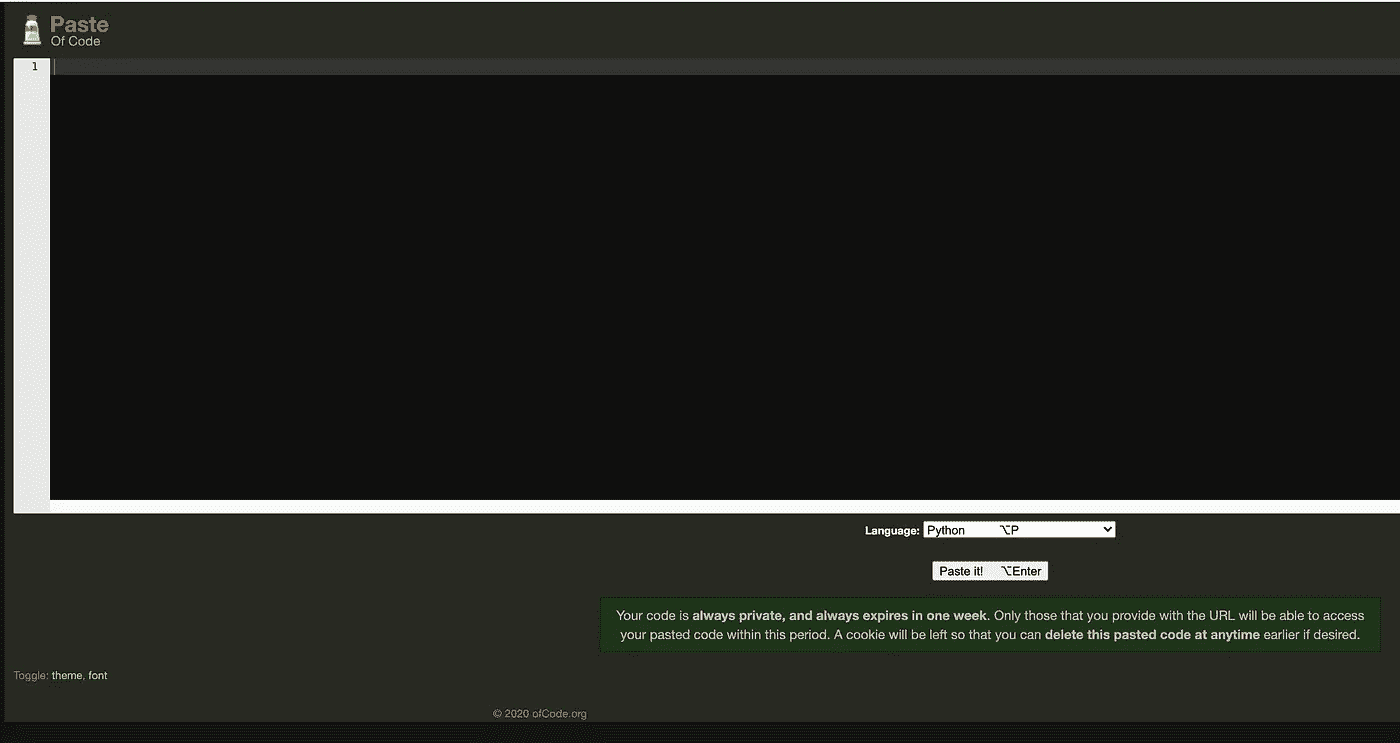 Paste
Of Code
1
Language: Python ⌥P
Paste it! ⌥Enter
Your code is always private, and always expires in one week. Only those that you provide with the URL will be able to access
your pasted code within this period. A cookie will be left so that you can delete this pasted code at anytime earlier if desired.
Toggle: theme, font
© 2020 ofCode.org